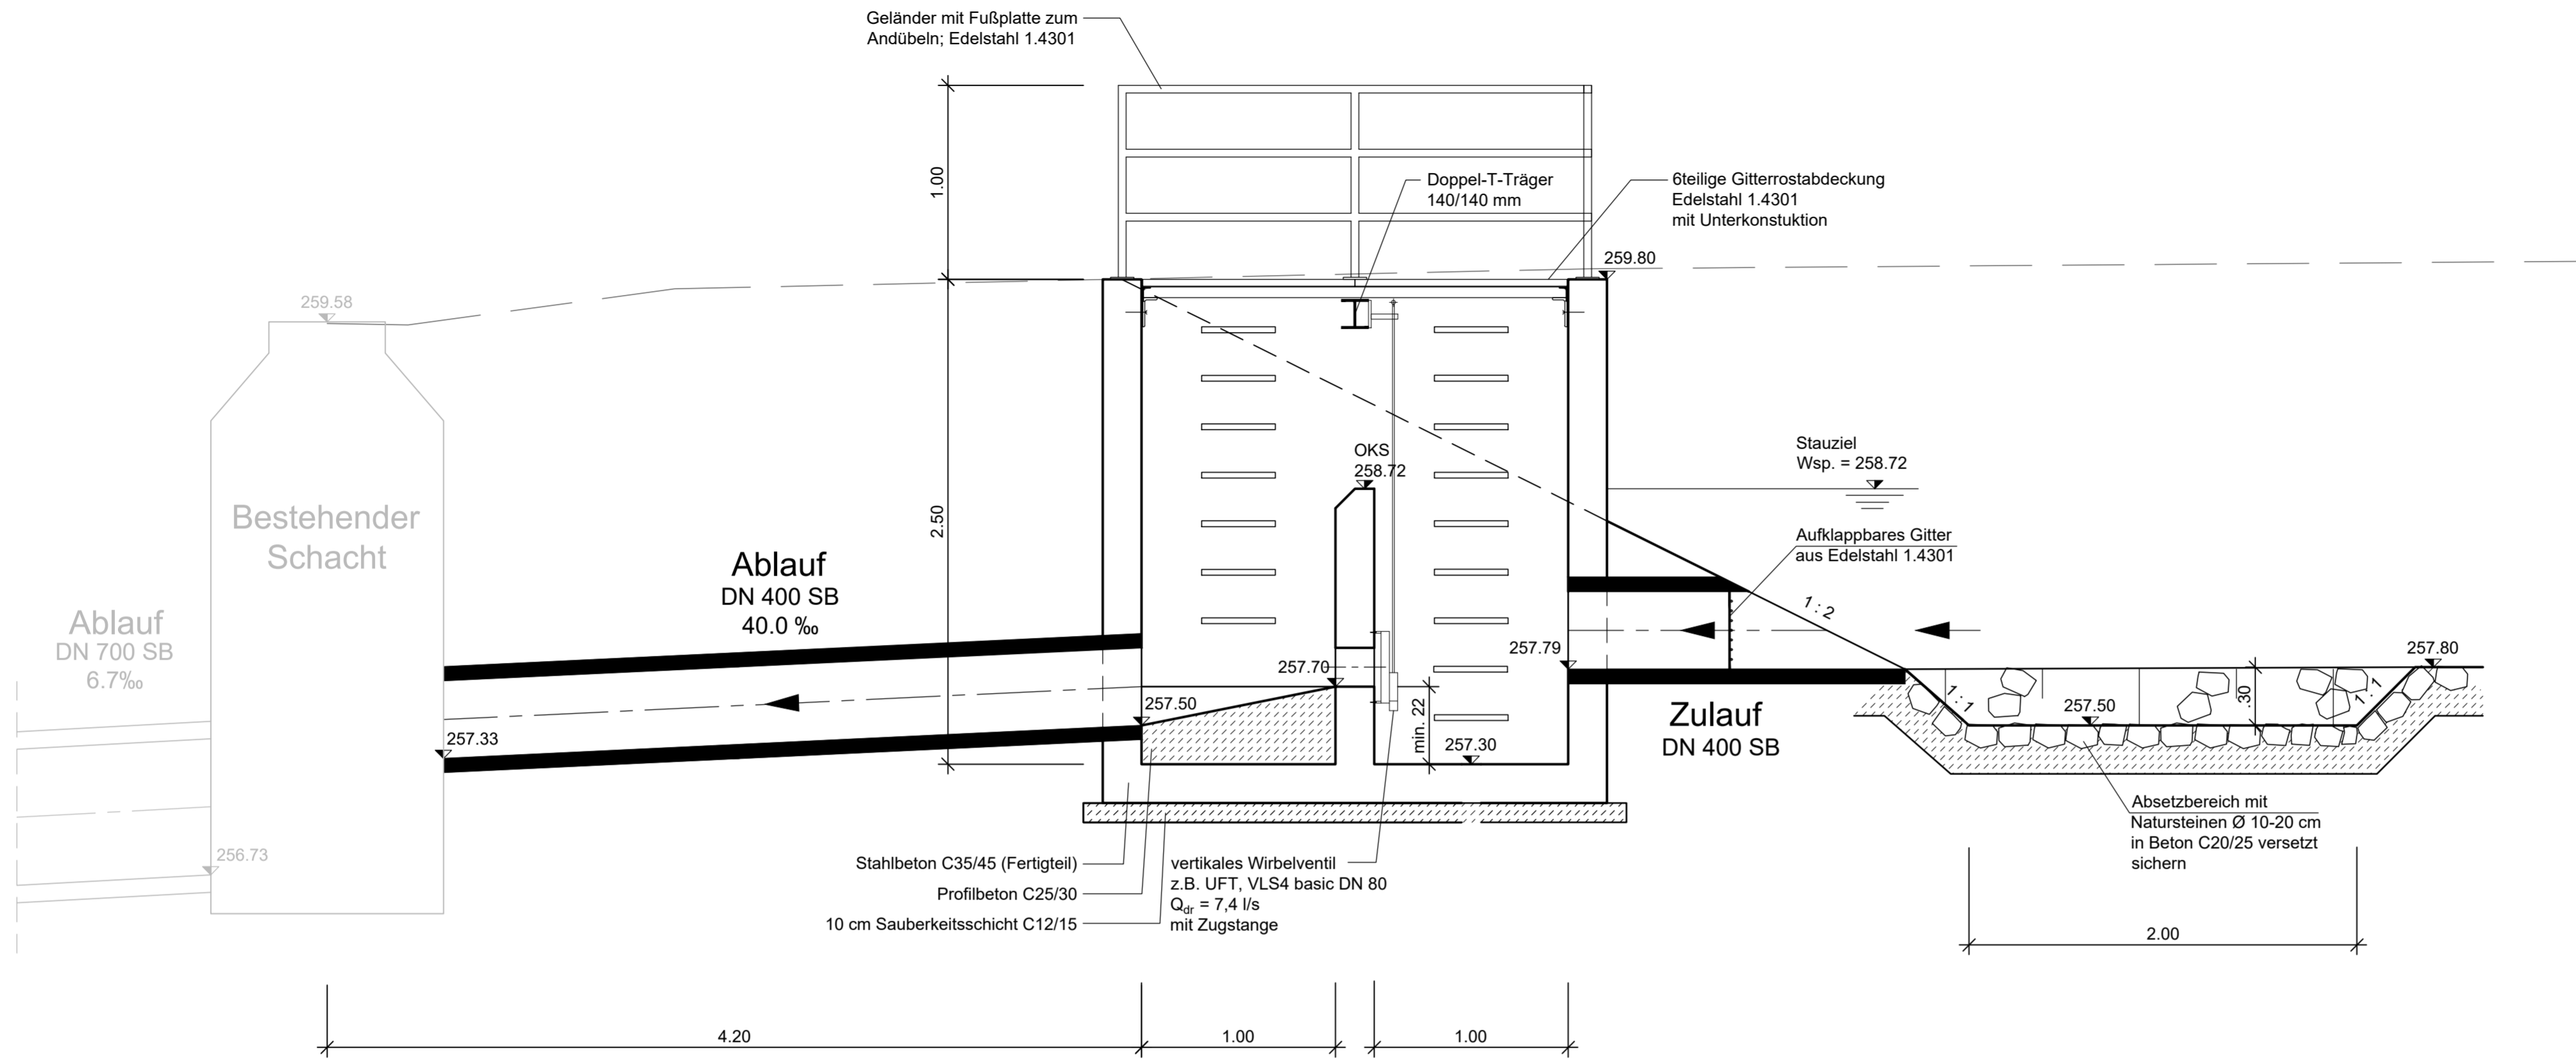 Geländer mit Fußplatte zum
Andübeln; Edelstahl 1.4301
1.00
Doppel-T-Träger
140/140 mm
6teilige Gitterrostabdeckung
Edelstahl 1.4301
mit Unterkonstuktion
259.80
259.58
Bestehender
Schacht
Ablauf
DN 700 SB
6.7‰
256.73
Ablauf
DN 400 SB
40.0 ‰
257.33
2.50
OKS
258.72
Stauziel
Wsp. = 258.72
Aufklappbares Gitter
aus Edelstahl 1.4301
1 : 2
257.70
257.79
257.50
min. 22
257.30
Zulauf
DN 400 SB
1 : 1
257.50
.30
1 : 1
257.80
Absetzbereich mit
Natursteinen Ø 10-20 cm
in Beton C20/25 versetzt
sichern
2.00
Stahlbeton C35/45 (Fertigteil)
Profilbeton C25/30
10 cm Sauberkeitsschicht C12/15
vertikales Wirbelventil
z.B. UFT, VLS4 basic DN 80
Qdr = 7,4 l/s
mit Zugstange
4.20
1.00
1.00